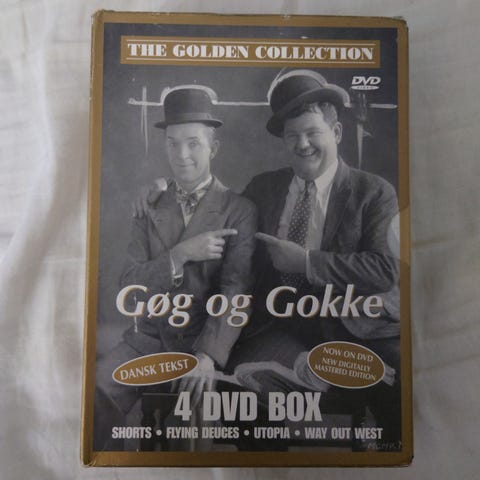 THE GOLDEN COLLECTION
DVD
VIDEO
Gøg og Gokke
DANSK TEKST
NOW ON DVD
NEW DIGITALLY
MASTERED EDITION
4 DVD BOX
SHORTS • FLYING DEUCES • UTOPIA • WAY OUT WEST